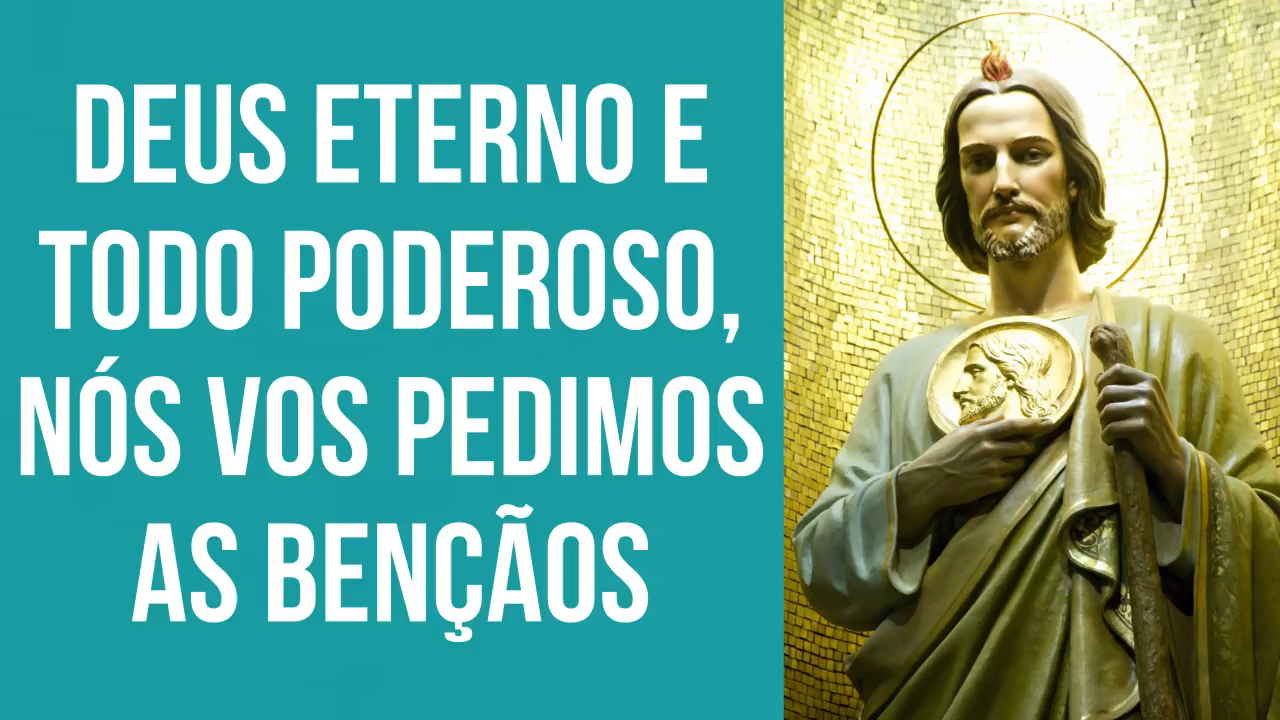 DEUS ETERNO E
TODO PODEROSO,
NÓS VOS PEDIMOS
AS BENÇÃOS